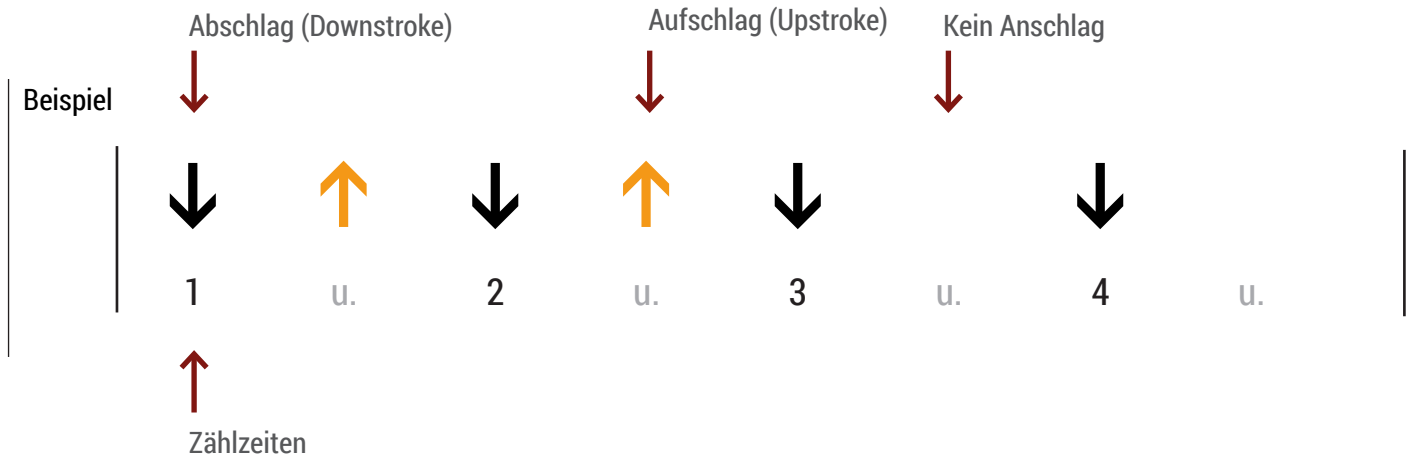 Abschlag (Downstroke) Aufschlag (Upstroke) Kein Anschlag
Beispiel
1 u. 2 u. 3 u. 4 u.
Zählzeiten